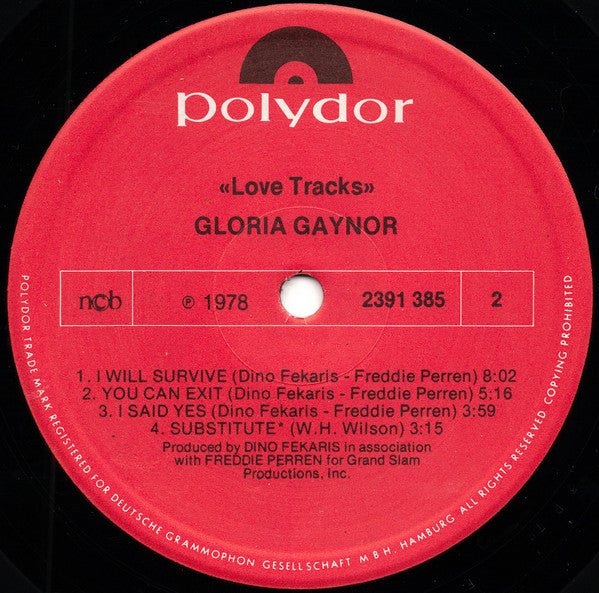 polydor
«Love Tracks»
GLORIA GAYNOR
ncb ℗ 1978 2391 385 2
1. I WILL SURVIVE (Dino Fekaris - Freddie Perren) 8:02
2. YOU CAN EXIT (Dino Fekaris - Freddie Perren) 5:16
3. I SAID YES (Dino Fekaris - Freddie Perren) 3:59
4. SUBSTITUTE* (W.H. Wilson) 3:15
Produced by DINO FEKARIS in association
with FREDDIE PERREN for Grand Slam
Productions, Inc.
POLYDOR TRADE MARK REGISTERED FOR DEUTSCHE GRAMMOPHON GESELLSCHAFT M B H, HAMBURG ALL RIGHTS RESERVED COPYING PROHIBITED